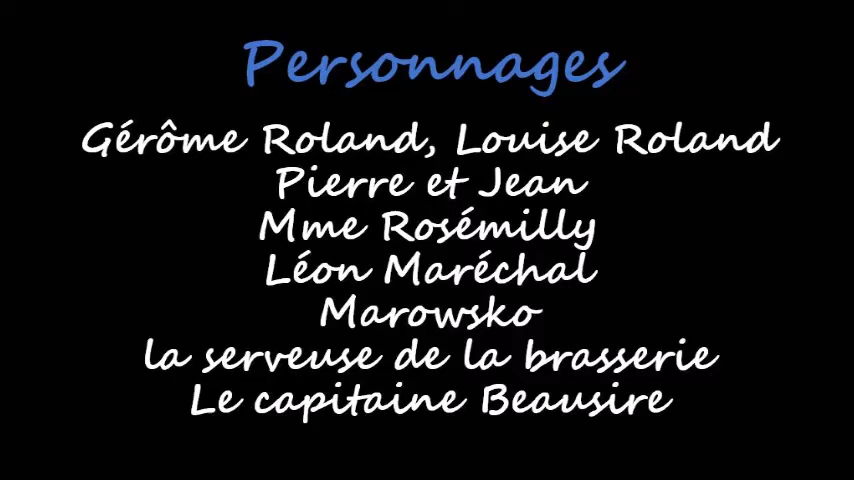 Personnages
Gérôme Roland, Louise Roland
Pierre et Jean
Mme Rosémilly
Léon Maréchal
Marowsko
la serveuse de la brasserie
Le capitaine Beausire